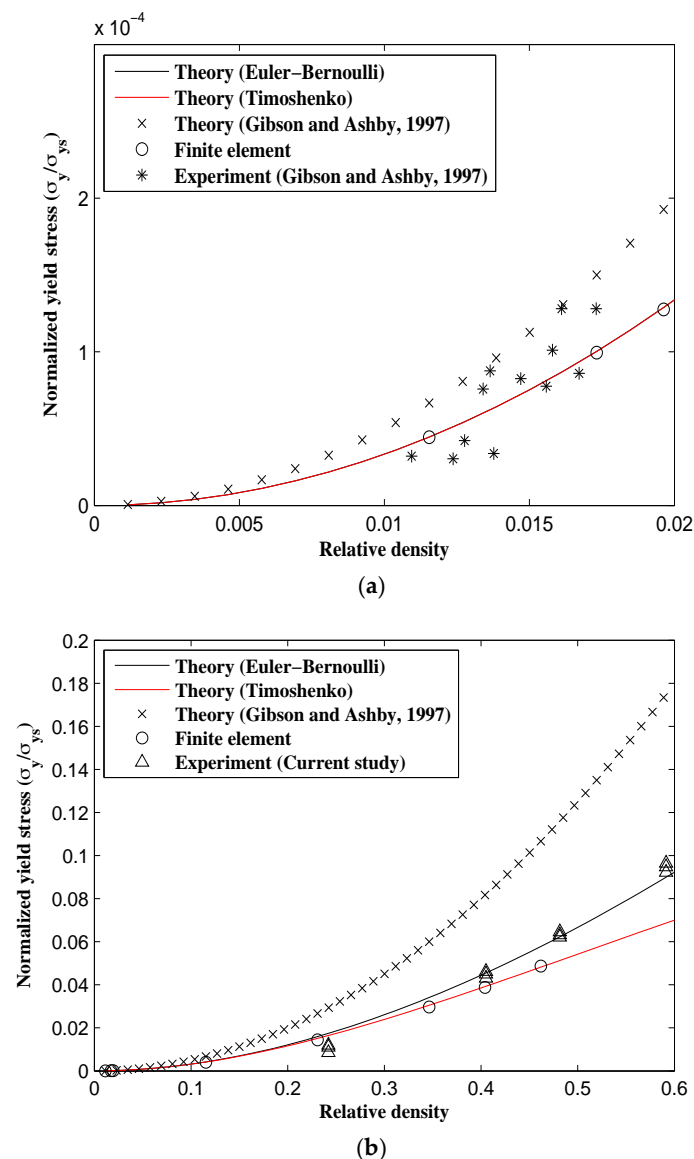 x 10⁻⁴
Theory (Euler−Bernoulli)
Theory (Timoshenko)
Theory (Gibson and Ashby, 1997)
Finite element
Experiment (Gibson and Ashby, 1997)
Normalized yield stress (σy/σys)
2
1
0
0 0.005 0.01 0.015 0.02
Relative density
(a)
Theory (Euler−Bernoulli)
Theory (Timoshenko)
Theory (Gibson and Ashby, 1997)
Finite element
Experiment (Current study)
Normalized yield stress (σy/σys)
0.2
0.18
0.16
0.14
0.12
0.1
0.08
0.06
0.04
0.02
0
0 0.1 0.2 0.3 0.4 0.5 0.6
Relative density
(b)